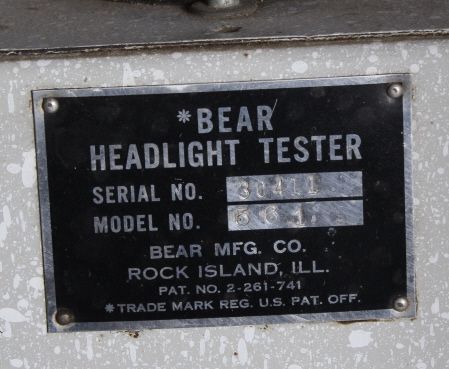 *BEAR
HEADLIGHT TESTER
SERIAL NO. 30411
MODEL NO.
BEAR MFG. CO.
ROCK ISLAND, ILL.
PAT. NO. 2-261-741
*TRADE MARK REG. U.S. PAT. OFF.